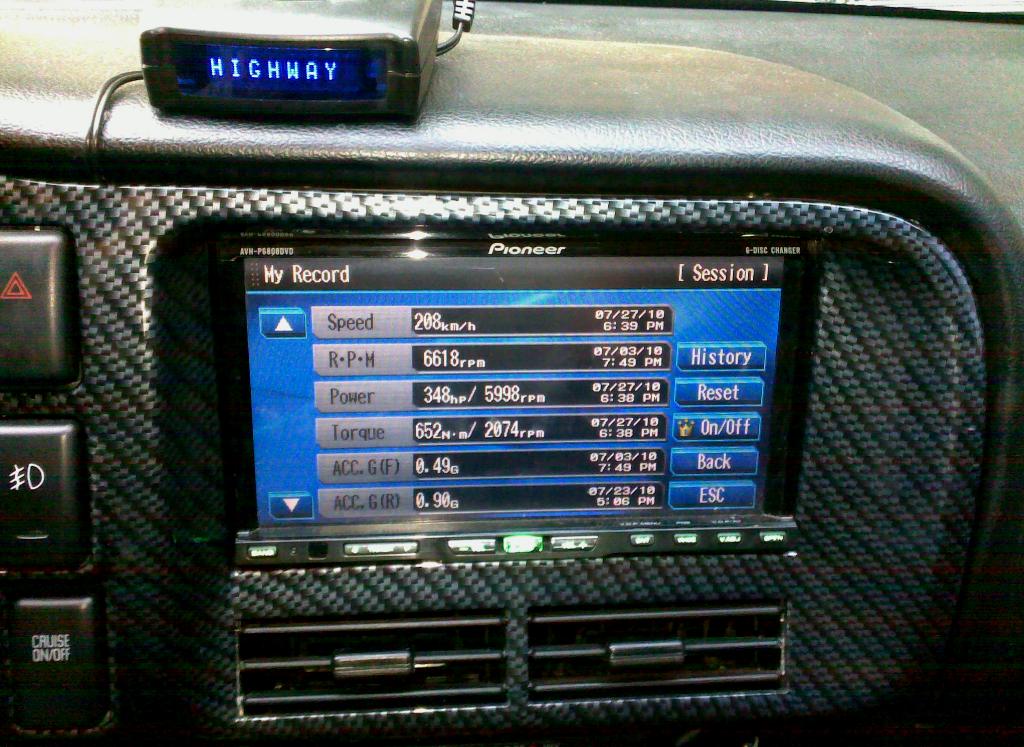 HIGHWAY
Pioneer
AVH-P6800DVD
6-DISC CHANGER
My Record [ Session ]
Speed 208km/h 07/27/10 6:39 PM
R•P•M 6618rpm 07/03/10 7:49 PM
History
Power 348hp/ 5998rpm 07/27/10 6:38 PM
Reset
Torque 652N·m/ 2074rpm 07/27/10 6:38 PM
On/Off
ACC.G(F) 0.49G 07/03/10 7:49 PM
Back
ACC.G(R) 0.90G 07/23/10 5:06 PM
ESC
BAND
OPEN
CRUISE
ON/OFF